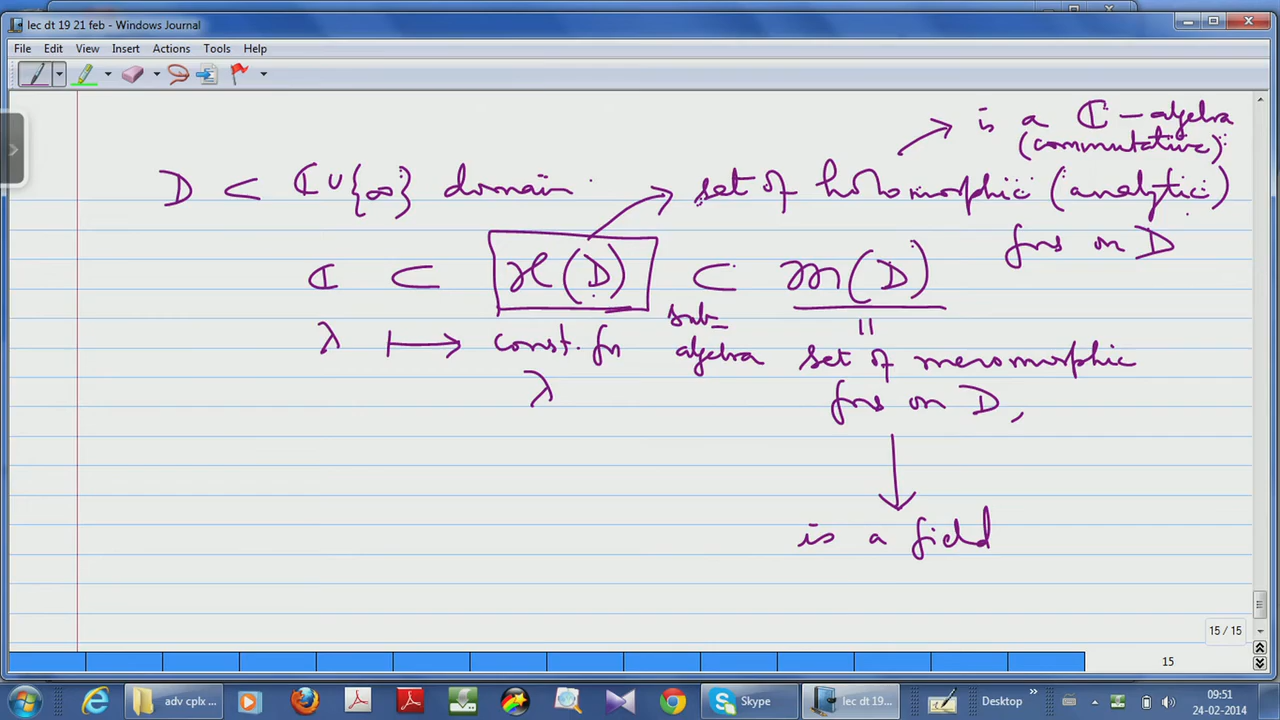 lec dt 19 21 feb - Windows Journal
File Edit View Insert Actions Tools Help
is a ℂ-algebra
(commutative)
D ⊂ ℂ∪{∞} domain
set of holomorphic (analytic)
fns on D
ℂ ⊂ H(D) ⊂ M(D)
sub-
algebra
λ ↦ const. fn
λ
=
set of meromorphic
fns on D,
is a field
15 / 15
15
adv cplx ...
Skype
lec dt 19...
Desktop
09:51
24-02-2014